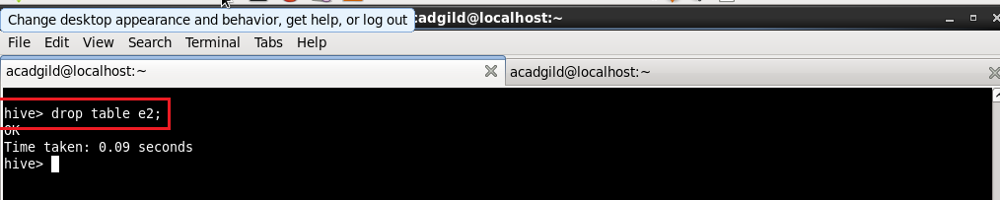 Change desktop appearance and behavior, get help, or log out
acadgild@localhost:~
File Edit View Search Terminal Tabs Help
acadgild@localhost:~ acadgild@localhost:~
hive> drop table e2;
OK
Time taken: 0.09 seconds
hive>